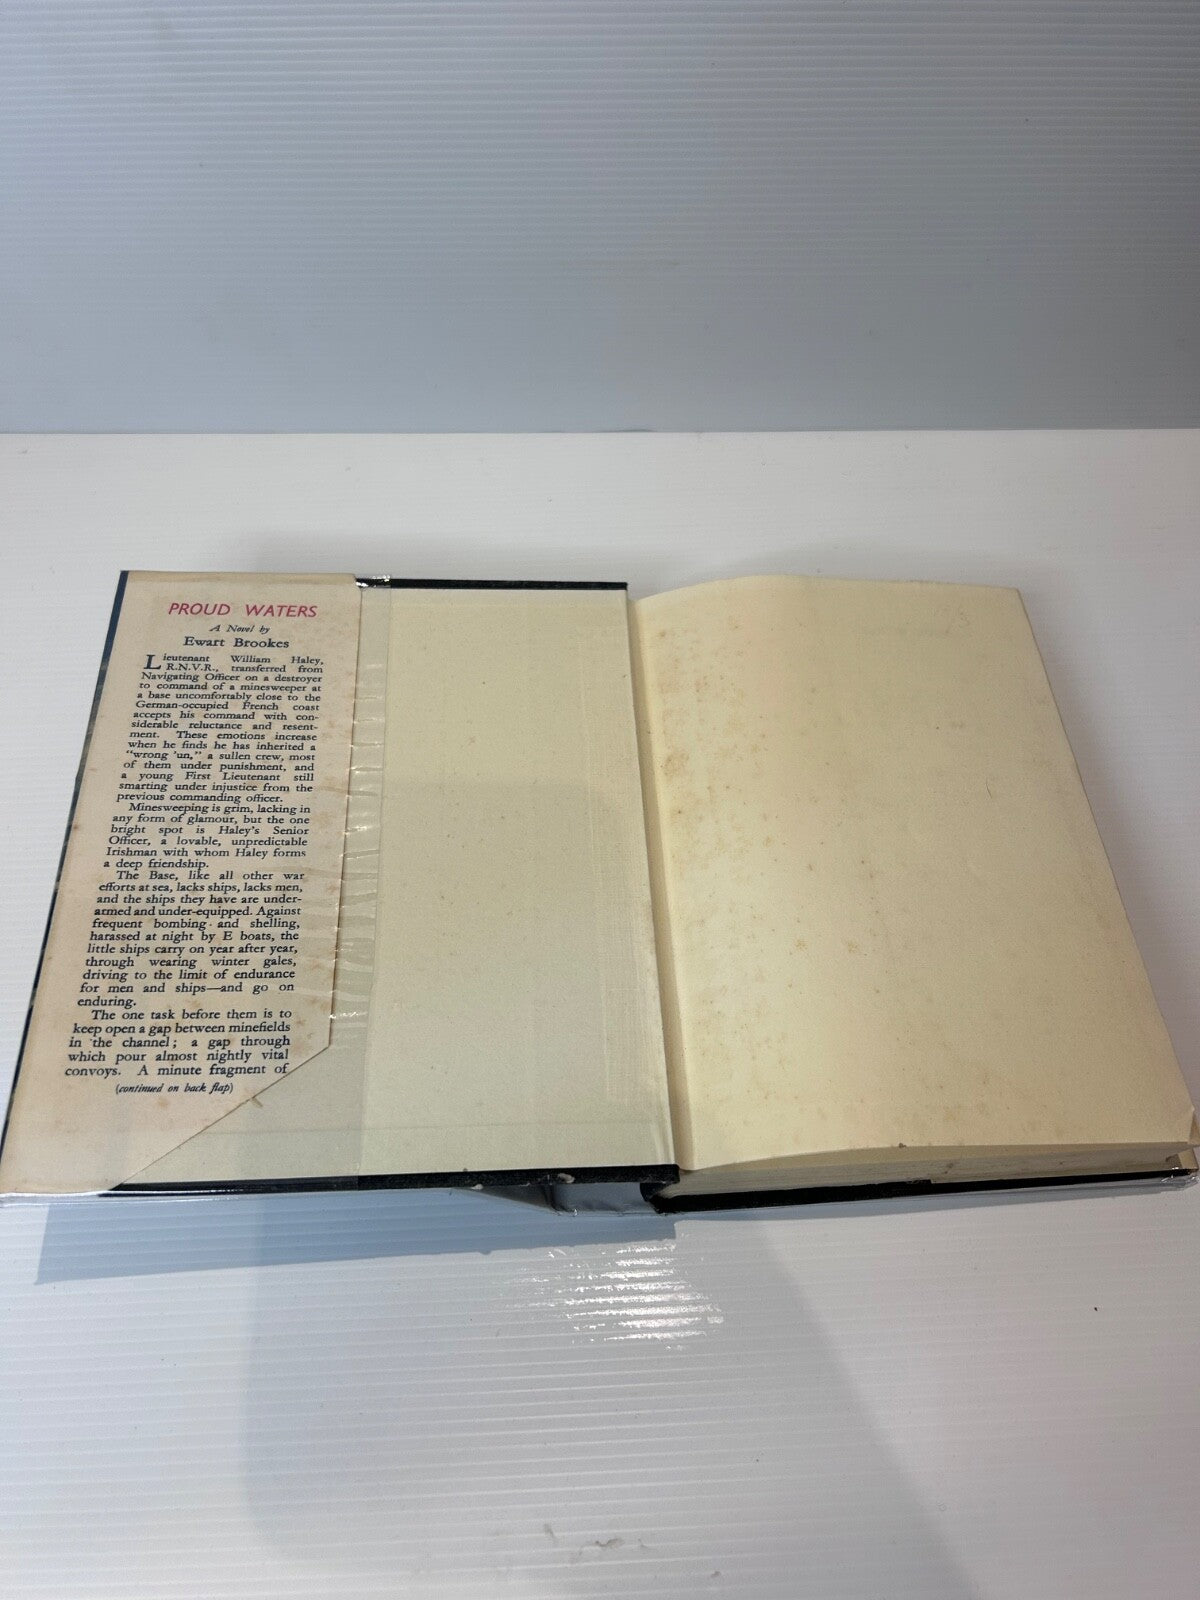 PROUD WATERS
A Novel by
Ewart Brookes
Lieutenant William Haley,
R.N.V.R., transferred from
Navigating Officer on a destroyer
to command of a minesweeper at
a base uncomfortably close to the
German-occupied French coast
accepts his command with con-
siderable reluctance and resent-
ment. These emotions increase
when he finds he has inherited a
"wrong 'un," a sullen crew, most
of them under punishment, and
a young First Lieutenant still
smarting under injustice from the
previous commanding officer.
Minesweeping is grim, lacking in
any form of glamour, but the one
bright spot is Haley's Senior
Officer, a lovable, unpredictable
Irishman with whom Haley forms
a deep friendship.
The Base, like all other war
efforts at sea, lacks ships, lacks men,
and the ships they have are under-
armed and under-equipped. Against
frequent bombing and shelling,
harassed at night by E boats, the
little ships carry on year after year,
through wearing winter gales,
driving to the limit of endurance
for men and ships—and go on
enduring.
The one task before them is to
keep open a gap between minefields
in the channel; a gap through
which pour almost nightly vital
convoys. A minute fragment of
(continued on back flap)